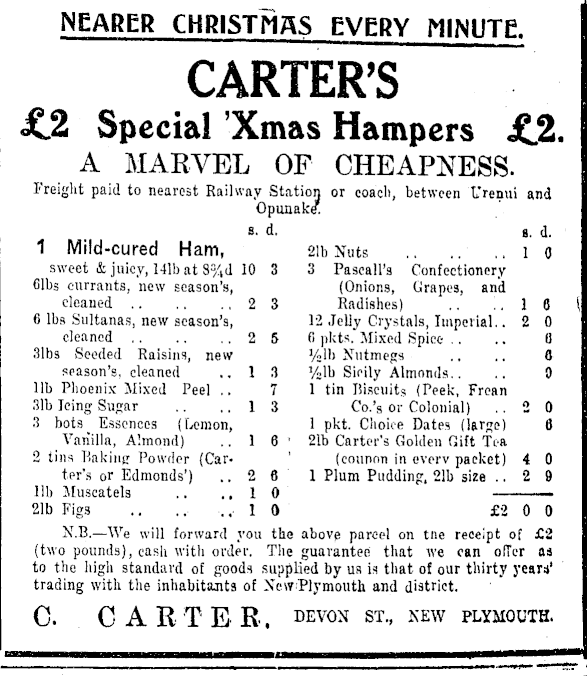 NEARER CHRISTMAS EVERY MINUTE.
CARTER'S
£2 Special 'Xmas Hampers £2.
A MARVEL OF CHEAPNESS.
Freight paid to nearest Railway Station or coach, between Urenui and
Opunake.
s. d.
1 Mild-cured Ham,
sweet & juicy, 14lb at 8¾d 10 3
6lbs currants, new season's,
cleaned .. .. .. 2 3
6 lbs Sultanas, new season's,
cleaned .. .. .. 2 5
3lbs Seeded Raisins, new
season's, cleaned .. 1 3
1lb Phoenix Mixed Peel .. 7
3lb Icing Sugar .. .. 1 3
3 bots Essences (Lemon,
Vanilla, Almond) .. 1 6
2 tins Baking Powder (Car-
ter's or Edmonds') .. 2 6
1lb Muscatels .. .. 1 0
2lb Figs .. .. .. 1 0
s. d.
2lb Nuts .. .. .. 1 0
3 Pascall's Confectionery
(Onions, Grapes, and
Radishes) .. .. 1 6
12 Jelly Crystals, Imperial.. 2 0
6 pkts. Mixed Spice .. .. 6
½lb Nutmegs .. .. 6
½lb Sicily Almonds.. .. 9
1 tin Biscuits (Peek, Frean
Co.'s or Colonial) .. 2 0
1 pkt. Choice Dates (large) 6
2lb Carter's Golden Gift Tea
(coupon in every packet) 4 0
1 Plum Pudding, 2lb size .. 2 9
£2 0 0
N.B.—We will forward you the above parcel on the receipt of £2
(two pounds), cash with order. The guarantee that we can offer as
to the high standard of goods supplied by us is that of our thirty years'
trading with the inhabitants of New Plymouth and district.
C. CARTER, DEVON ST., NEW PLYMOUTH.